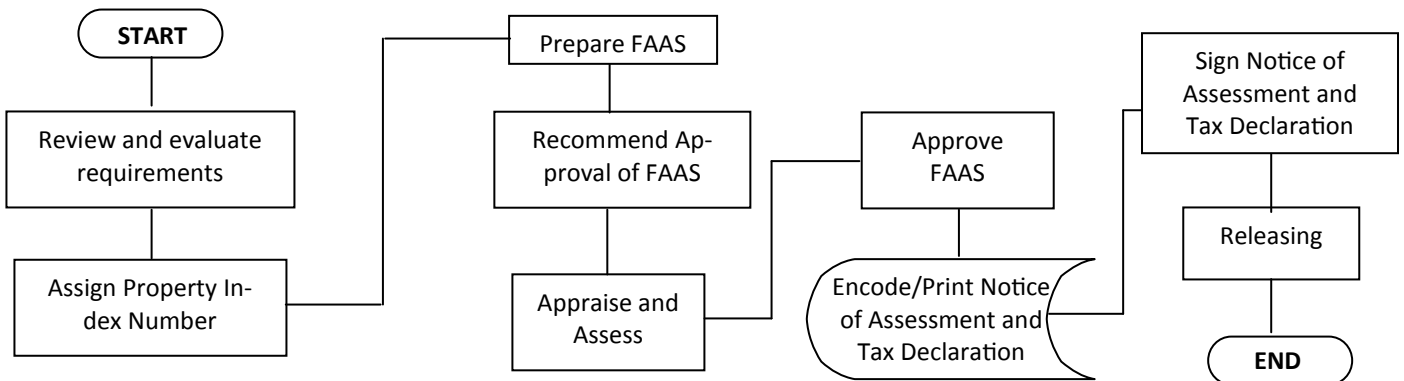 START
Review and evaluate
requirements
Assign Property In-
dex Number
Prepare FAAS
Recommend Ap-
proval of FAAS
Appraise and
Assess
Approve
FAAS
Encode/Print Notice
of Assessment and
Tax Declaration
Sign Notice of
Assessment and
Tax Declaration
Releasing
END